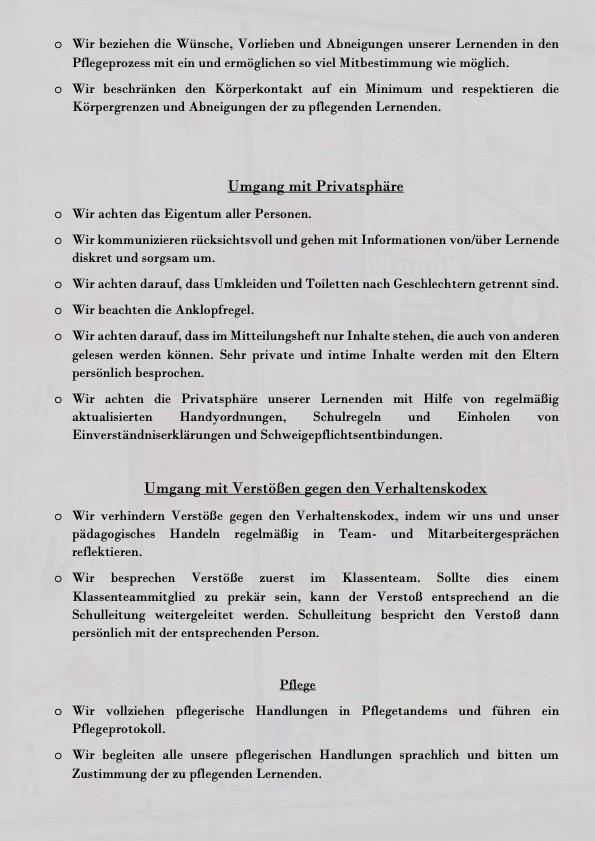 o Wir beziehen die Wünsche, Vorlieben und Abneigungen unserer Lernenden in den
Pflegeprozess mit ein und ermöglichen so viel Mitbestimmung wie möglich.
o Wir beschränken den Körperkontakt auf ein Minimum und respektieren die
Körpergrenzen und Abneigungen der zu pflegenden Lernenden.
Umgang mit Privatsphäre
o Wir achten das Eigentum aller Personen.
o Wir kommunizieren rücksichtsvoll und gehen mit Informationen von/über Lernende
diskret und sorgsam um.
o Wir achten darauf, dass Umkleiden und Toiletten nach Geschlechtern getrennt sind.
o Wir beachten die Anklopfregel.
o Wir achten darauf, dass im Mitteilungsheft nur Inhalte stehen, die auch von anderen
gelesen werden können. Sehr private und intime Inhalte werden mit den Eltern
persönlich besprochen.
o Wir achten die Privatsphäre unserer Lernenden mit Hilfe von regelmäßig
aktualisierten Handyordnungen, Schulregeln und Einholen von
Einverständniserklärungen und Schweigepflichtsentbindungen.
Umgang mit Verstößen gegen den Verhaltenskodex
o Wir verhindern Verstöße gegen den Verhaltenskodex, indem wir uns und unser
pädagogisches Handeln regelmäßig in Team- und Mitarbeitergesprächen
reflektieren.
o Wir besprechen Verstöße zuerst im Klassenteam. Sollte dies einem
Klassenteammitglied zu prekär sein, kann der Verstoß entsprechend an die
Schulleitung weitergeleitet werden. Schulleitung bespricht den Verstoß dann
persönlich mit der entsprechenden Person.
Pflege
o Wir vollziehen pflegerische Handlungen in Pflegetandems und führen ein
Pflegeprotokoll.
o Wir begleiten alle unsere pflegerischen Handlungen sprachlich und bitten um
Zustimmung der zu pflegenden Lernenden.